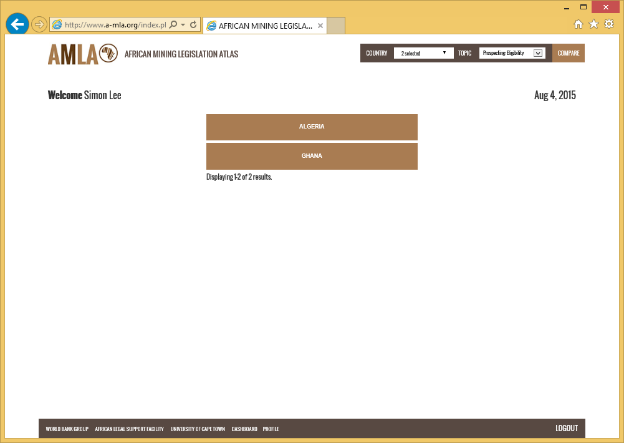 http://www.a-mla.org/index.pl
AFRICAN MINING LEGISLA...
AMLA
AFRICAN MINING LEGISLATION ATLAS
COUNTRY
2 selected
TOPIC
Prospecting Eligibility
COMPARE
Welcome Simon Lee
Aug 4, 2015
ALGERIA
GHANA
Displaying 1-2 of 2 results.
WORLD BANK GROUP AFRICAN LEGAL SUPPORT FACILITY UNIVERSITY OF CAPE TOWN DASHBOARD PROFILE
LOGOUT